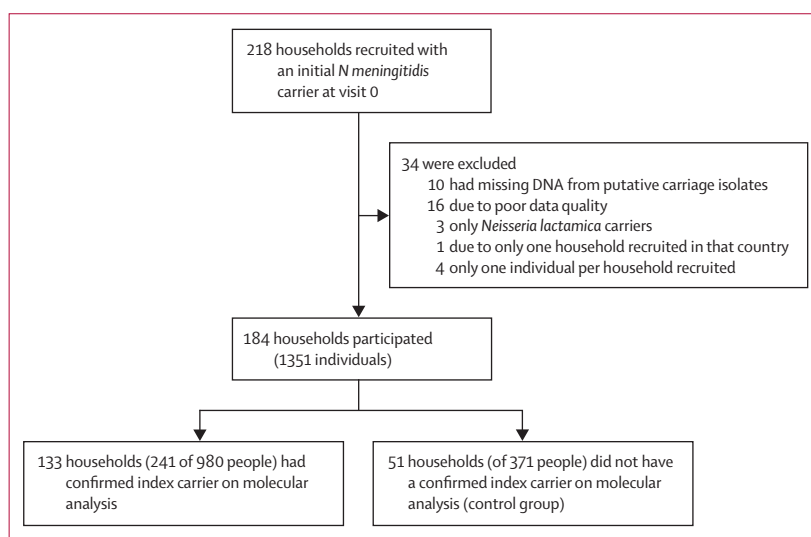 218 households recruited with
an initial N meningitidis
carrier at visit 0
34 were excluded
10 had missing DNA from putative carriage isolates
16 due to poor data quality
3 only Neisseria lactamica carriers
1 due to only one household recruited in that country
4 only one individual per household recruited
184 households participated
(1351 individuals)
133 households (241 of 980 people) had
confirmed index carrier on molecular
analysis
51 households (of 371 people) did not have
a confirmed index carrier on molecular
analysis (control group)